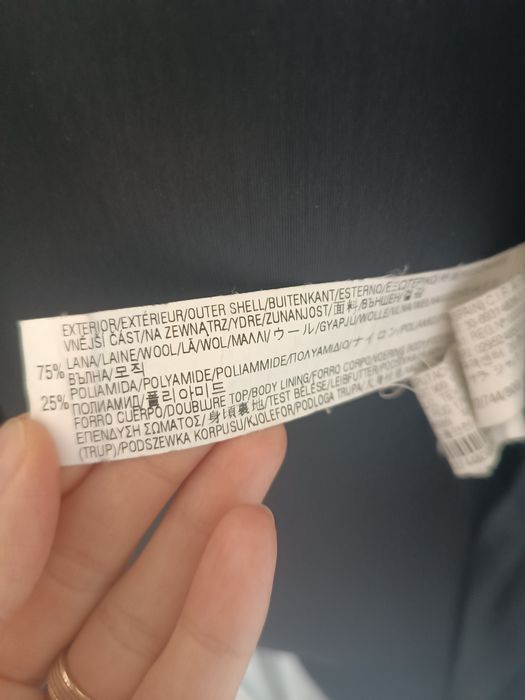 EXTERIOR/EXTÉRIEUR/OUTER SHELL/BUITENKANT/ESTERNO/ΕΞΩΤΕΡΙΚΟ
VNĚJŠÍ ČÁST/NA ZEWNĄTRZ/YDRE/ZUNANJOST/面料/ВЪНШЕН/겉감
75% LANA/LAINE/WOOL/LÃ/WOL/ΜΑΛΛΙ/ウール/GYAPJÚ/WOLLE/
ВЪЛНА/모직
25% POLIAMIDA/POLYAMIDE/POLIAMMIDE/ΠΟΛΥΑΜΙΔΙΟ/ナイロン/
ПОЛИАМИД/폴리아미드
FORRO CUERPO/DOUBLURE TOP/BODY LINING/FORRO CORPO/
ΕΠΕΝΔΥΣΗ ΣΩΜΑΤΟΣ/身頃裏地/TEST BÉLÉSE/LEIBFUTTER/
(TRUP)/PODSZEWKA KORPUSU/KJOLEFOR/PODLOGA TRUPA/